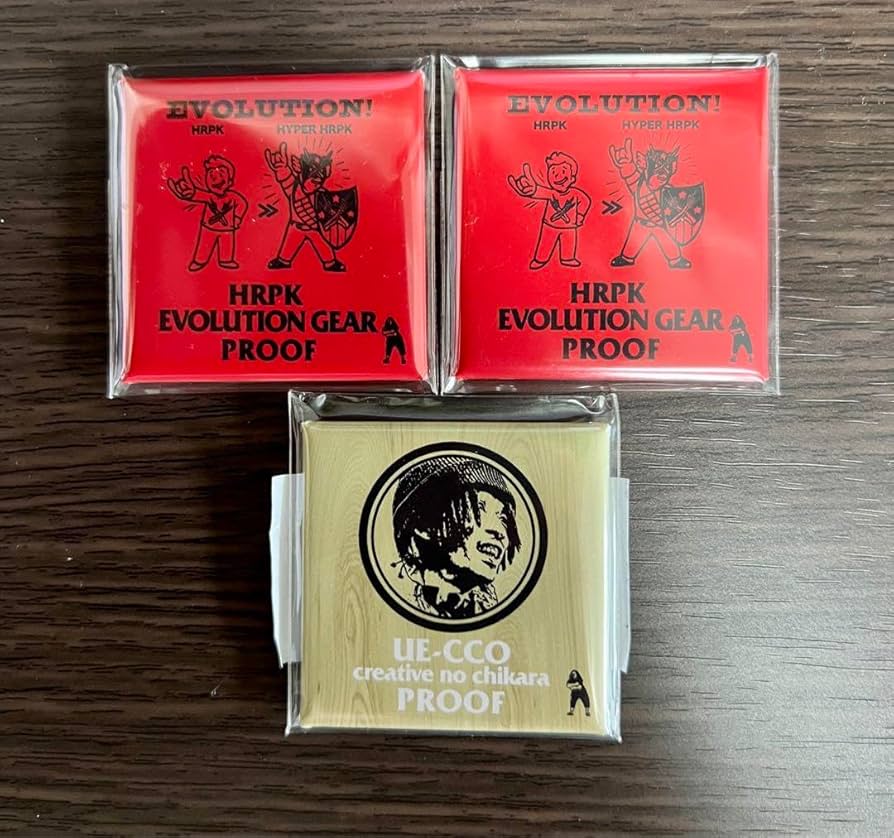 EVOLUTION!
HRPK HYPER HRPK
HRPK
EVOLUTION GEAR
PROOF
EVOLUTION!
HRPK HYPER HRPK
HRPK
EVOLUTION GEAR
PROOF
UE-CCO
creative no chikara
PROOF